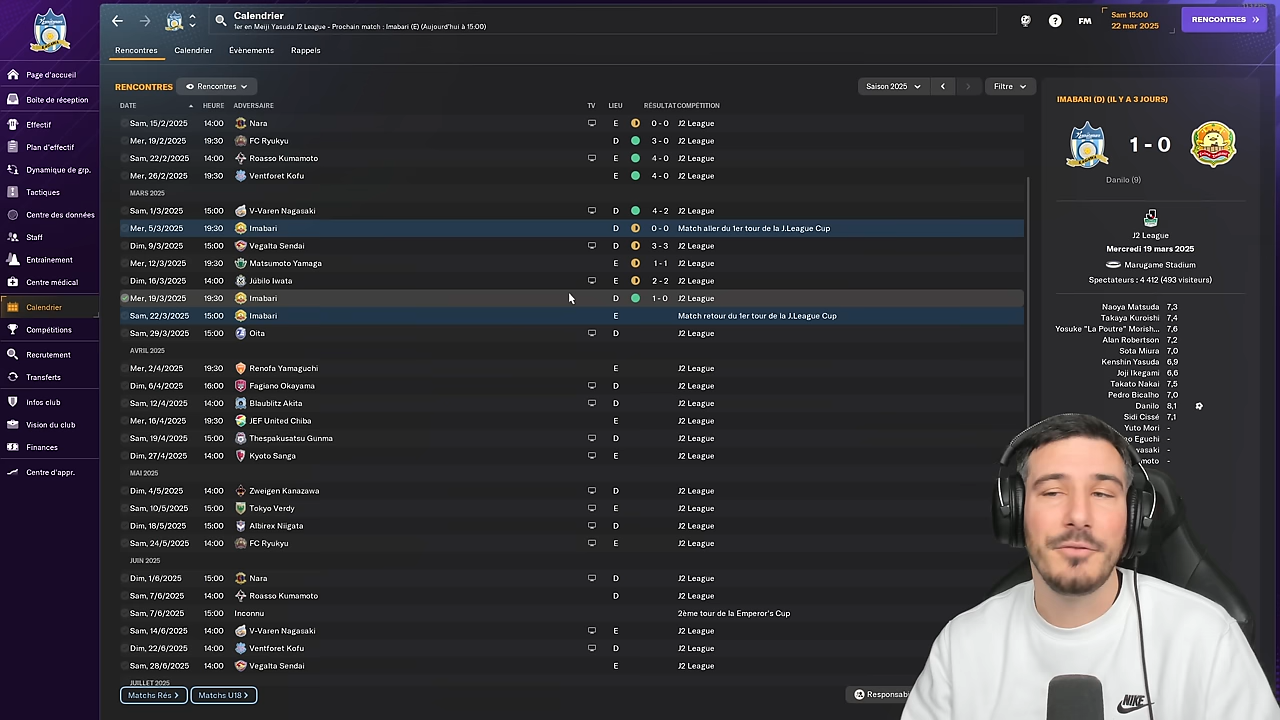 Calendrier
1er en Meiji Yasuda J2 League - Prochain match : Imabari (E) (Aujourd'hui à 15:00)
FM
Sam 15:00
22 mar 2025
RENCONTRES
Rencontres Calendrier Évènements Rappels
Page d'accueil
Boîte de réception
Effectif
Plan d'effectif
Dynamique de grp.
Tactiques
Centre des données
Staff
Entraînement
Centre médical
Calendrier
Compétitions
Recrutement
Transferts
Infos club
Vision du club
Finances
Centre d'appr.
RENCONTRES Rencontres Saison 2025 Filtre
DATE HEURE ADVERSAIRE TV LIEU RÉSULTAT COMPÉTITION
Sam, 15/2/2025 14:00 Nara E 0 - 0 J2 League
Mer, 19/2/2025 19:30 FC Ryukyu D 3 - 0 J2 League
Sam, 22/2/2025 14:00 Roasso Kumamoto E 4 - 0 J2 League
Mer, 26/2/2025 19:30 Ventforet Kofu E 4 - 0 J2 League
MARS 2025
Sam, 1/3/2025 15:00 V-Varen Nagasaki D 4 - 2 J2 League
Mer, 5/3/2025 19:30 Imabari D 0 - 0 Match aller du 1er tour de la J.League Cup
Dim, 9/3/2025 15:00 Vegalta Sendai D 3 - 3 J2 League
Mer, 12/3/2025 19:30 Matsumoto Yamaga E 1 - 1 J2 League
Dim, 16/3/2025 14:00 Júbilo Iwata E 2 - 2 J2 League
Mer, 19/3/2025 19:30 Imabari D 1 - 0 J2 League
Sam, 22/3/2025 15:00 Imabari E Match retour du 1er tour de la J.League Cup
Sam, 29/3/2025 15:00 Oita D J2 League
AVRIL 2025
Mer, 2/4/2025 19:30 Renofa Yamaguchi E J2 League
Dim, 6/4/2025 16:00 Fagiano Okayama D J2 League
Sam, 12/4/2025 14:00 Blaublitz Akita D J2 League
Mer, 16/4/2025 19:30 JEF United Chiba E J2 League
Sam, 19/4/2025 15:00 Thespakusatsu Gunma D J2 League
Dim, 27/4/2025 14:00 Kyoto Sanga E J2 League
MAI 2025
Dim, 4/5/2025 14:00 Zweigen Kanazawa D J2 League
Sam, 10/5/2025 15:00 Tokyo Verdy E J2 League
Dim, 18/5/2025 15:00 Albirex Niigata D J2 League
Sam, 24/5/2025 14:00 FC Ryukyu E J2 League
JUIN 2025
Dim, 1/6/2025 15:00 Nara D J2 League
Sam, 7/6/2025 14:00 Roasso Kumamoto D J2 League
Sam, 7/6/2025 15:00 Inconnu 2ème tour de la Emperor's Cup
Sam, 14/6/2025 14:00 V-Varen Nagasaki E J2 League
Dim, 22/6/2025 14:00 Ventforet Kofu D J2 League
Sam, 28/6/2025 14:00 Vegalta Sendai E J2 League
JUILLET 2025
Matchs Rés Matchs U18
IMABARI (D) (IL Y A 3 JOURS)
1 - 0
Danilo (9)
J2 League
Mercredi 19 mars 2025
Marugame Stadium
Spectateurs : 4 412 (493 visiteurs)
Naoya Matsuda 7,3
Takaya Kuroishi 7,4
Yosuke "La Poutre" Morish... 7,6
Alan Robertson 7,2
Sota Miura 7,0
Kenshin Yasuda 6,9
Joji Ikegami 6,6
Takato Nakai 7,5
Pedro Bicalho 7,0
Danilo 8,1
Sidi Cissé 7,1
Yuto Mori -
Eguchi -
NIKE